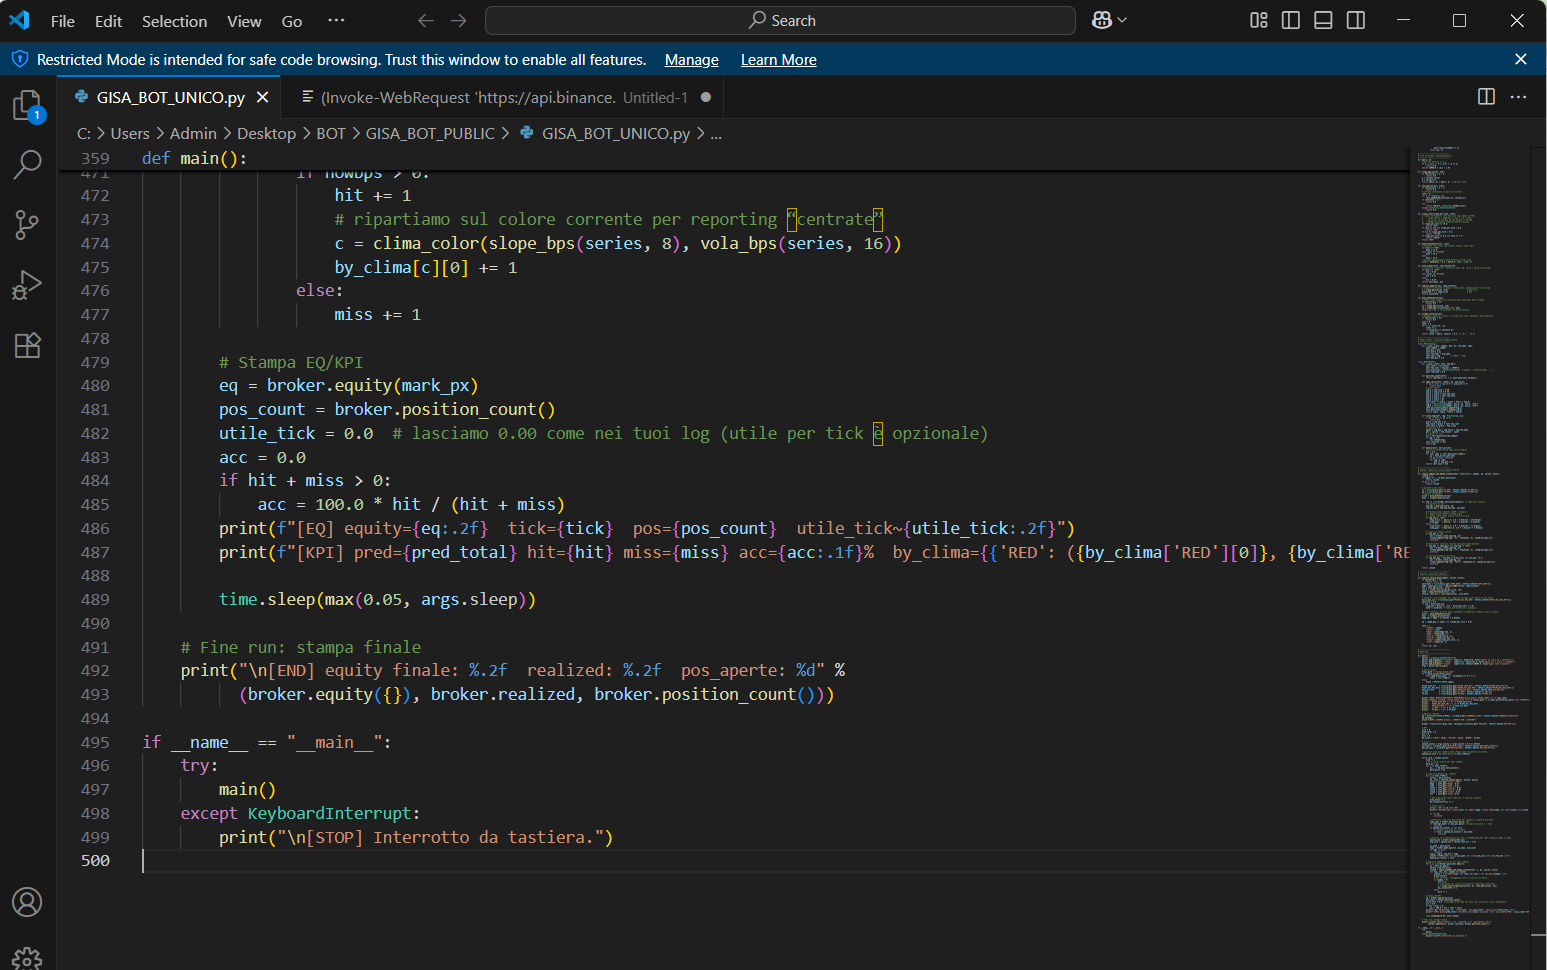 File Edit Selection View Go ···
Search
Restricted Mode is intended for safe code browsing. Trust this window to enable all features. Manage Learn More
1
GISA_BOT_UNICO.py
(Invoke-WebRequest 'https://api.binance. Untitled-1
C: > Users > Admin > Desktop > BOT > GISA_BOT_PUBLIC > GISA_BOT_UNICO.py > ...
359 def main():
471 if nowbps > 0:
472 hit += 1
473 # ripartiamo sul colore corrente per reporting “centrate”
474 c = clima_color(slope_bps(series, 8), vola_bps(series, 16))
475 by_clima[c][0] += 1
476 else:
477 miss += 1
478
479 # Stampa EQ/KPI
480 eq = broker.equity(mark_px)
481 pos_count = broker.position_count()
482 utile_tick = 0.0  # lasciamo 0.00 come nei tuoi log (utile per tick è opzionale)
483 acc = 0.0
484 if hit + miss > 0:
485 acc = 100.0 * hit / (hit + miss)
486 print(f"[EQ] equity={eq:.2f}  tick={tick}  pos={pos_count}  utile_tick~{utile_tick:.2f}")
487 print(f"[KPI] pred={pred_total} hit={hit} miss={miss} acc={acc:.1f}%  by_clima={{'RED': ({by_clima['RED'][0]}, {by_clima['RE
488
489 time.sleep(max(0.05, args.sleep))
490
491 # Fine run: stampa finale
492 print("\n[END] equity finale: %.2f  realized: %.2f  pos_aperte: %d" %
493 (broker.equity({}), broker.realized, broker.position_count()))
494
495 if __name__ == "__main__":
496 try:
497 main()
498 except KeyboardInterrupt:
499 print("\n[STOP] Interrotto da tastiera.")
500